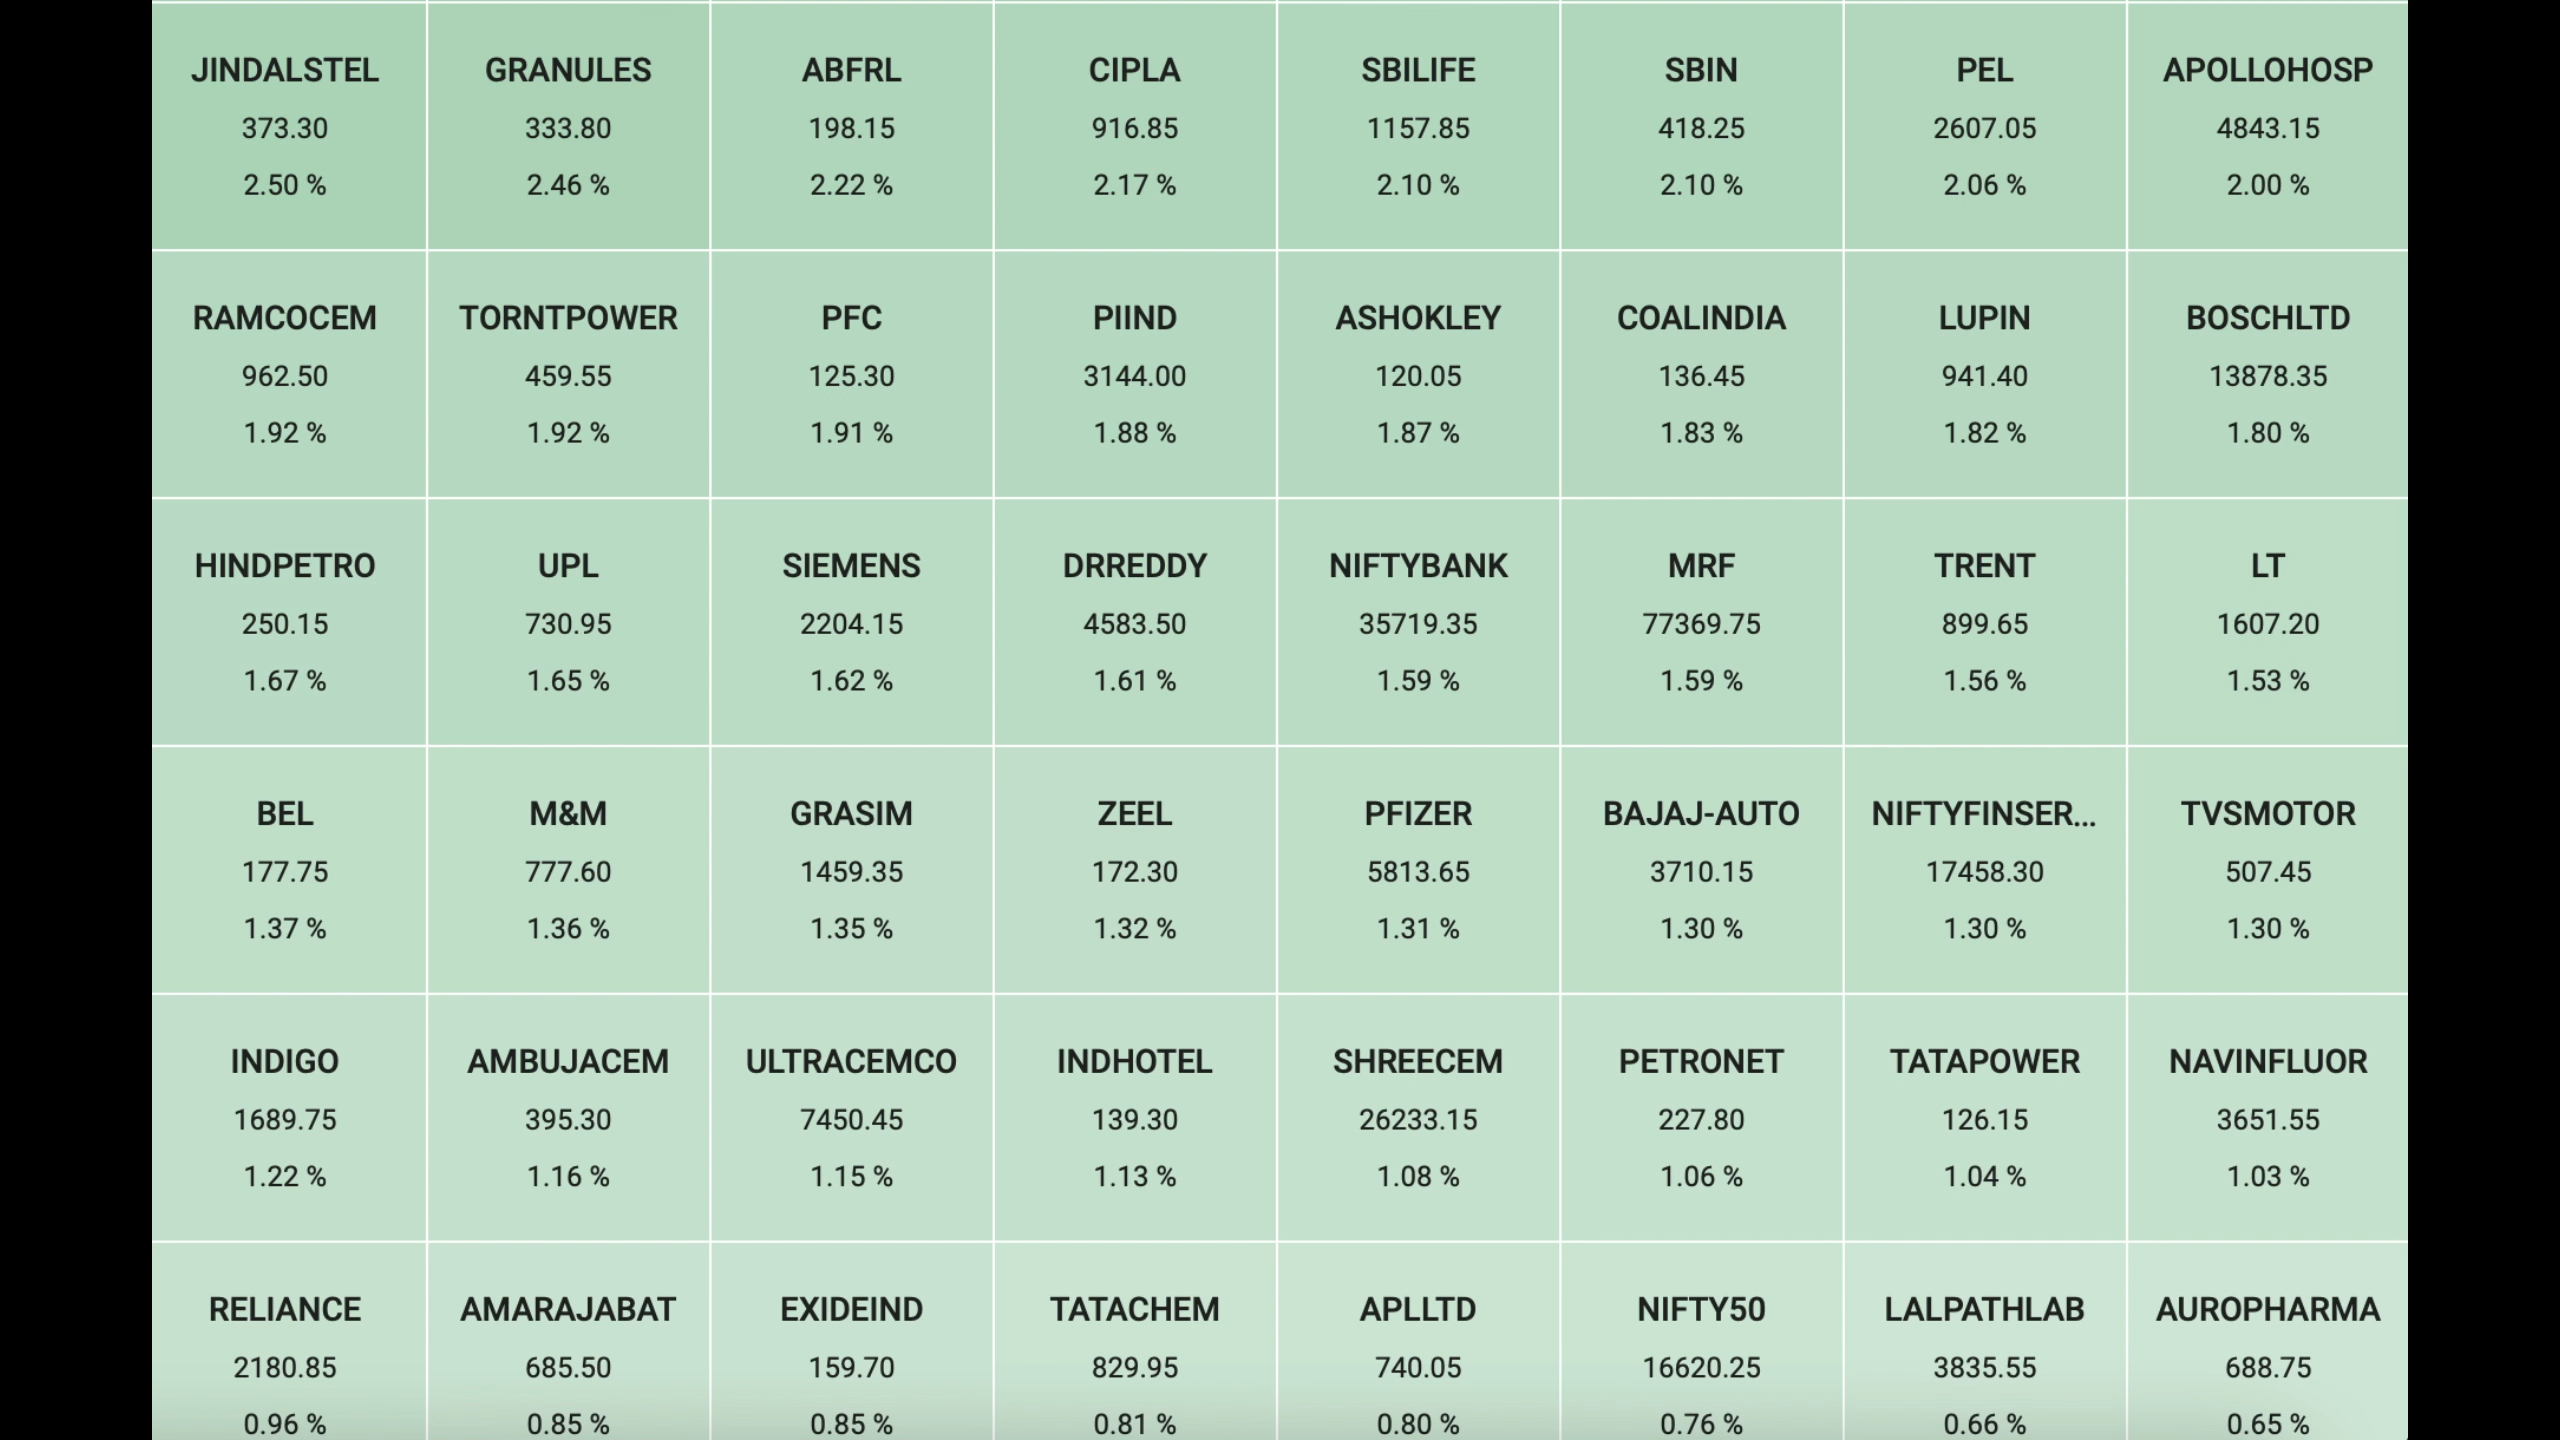 JINDALSTEL GRANULES ABFRL CIPLA SBILIFE SBIN PEL APOLLOHOSP
373.30 333.80 198.15 916.85 1157.85 418.25 2607.05 4843.15
2.50 % 2.46 % 2.22 % 2.17 % 2.10 % 2.10 % 2.06 % 2.00 %
RAMCOCEM TORNTPOWER PFC PIIND ASHOKLEY COALINDIA LUPIN BOSCHLTD
962.50 459.55 125.30 3144.00 120.05 136.45 941.40 13878.35
1.92 % 1.92 % 1.91 % 1.88 % 1.87 % 1.83 % 1.82 % 1.80 %
HINDPETRO UPL SIEMENS DRREDDY NIFTYBANK MRF TRENT LT
250.15 730.95 2204.15 4583.50 35719.35 77369.75 899.65 1607.20
1.67 % 1.65 % 1.62 % 1.61 % 1.59 % 1.59 % 1.56 % 1.53 %
BEL M&M GRASIM ZEEL PFIZER BAJAJ-AUTO NIFTYFINSER... TVSMOTOR
177.75 777.60 1459.35 172.30 5813.65 3710.15 17458.30 507.45
1.37 % 1.36 % 1.35 % 1.32 % 1.31 % 1.30 % 1.30 % 1.30 %
INDIGO AMBUJACEM ULTRACEMCO INDHOTEL SHREECEM PETRONET TATAPOWER NAVINFLUOR
1689.75 395.30 7450.45 139.30 26233.15 227.80 126.15 3651.55
1.22 % 1.16 % 1.15 % 1.13 % 1.08 % 1.06 % 1.04 % 1.03 %
RELIANCE AMARAJABAT EXIDEIND TATACHEM APLLTD NIFTY50 LALPATHLAB AUROPHARMA
2180.85 685.50 159.70 829.95 740.05 16620.25 3835.55 688.75
0.96 % 0.85 % 0.85 % 0.81 % 0.80 % 0.76 % 0.66 % 0.65 %